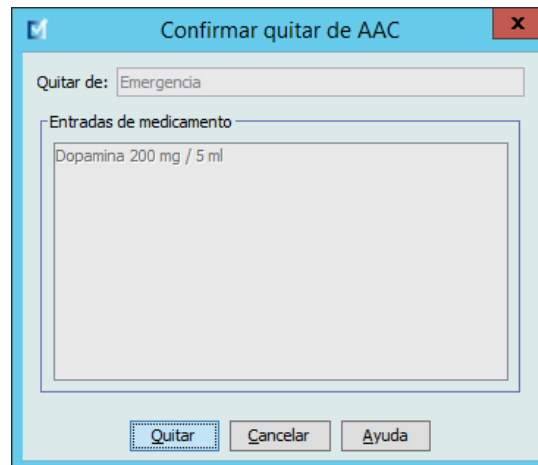 Confirmar quitar de AAC
x
Quitar de: Emergencia
Entradas de medicamento
Dopamina 200 mg / 5 ml
Quitar Cancelar Ayuda